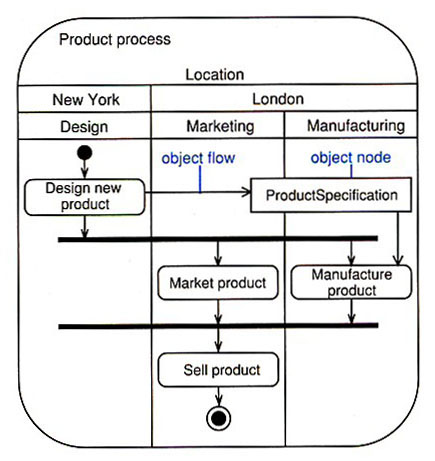 Product process
Location
New York
London
Design
Marketing
Manufacturing
object flow
object node
Design new
product
ProductSpecification
Market product
Manufacture
product
Sell product